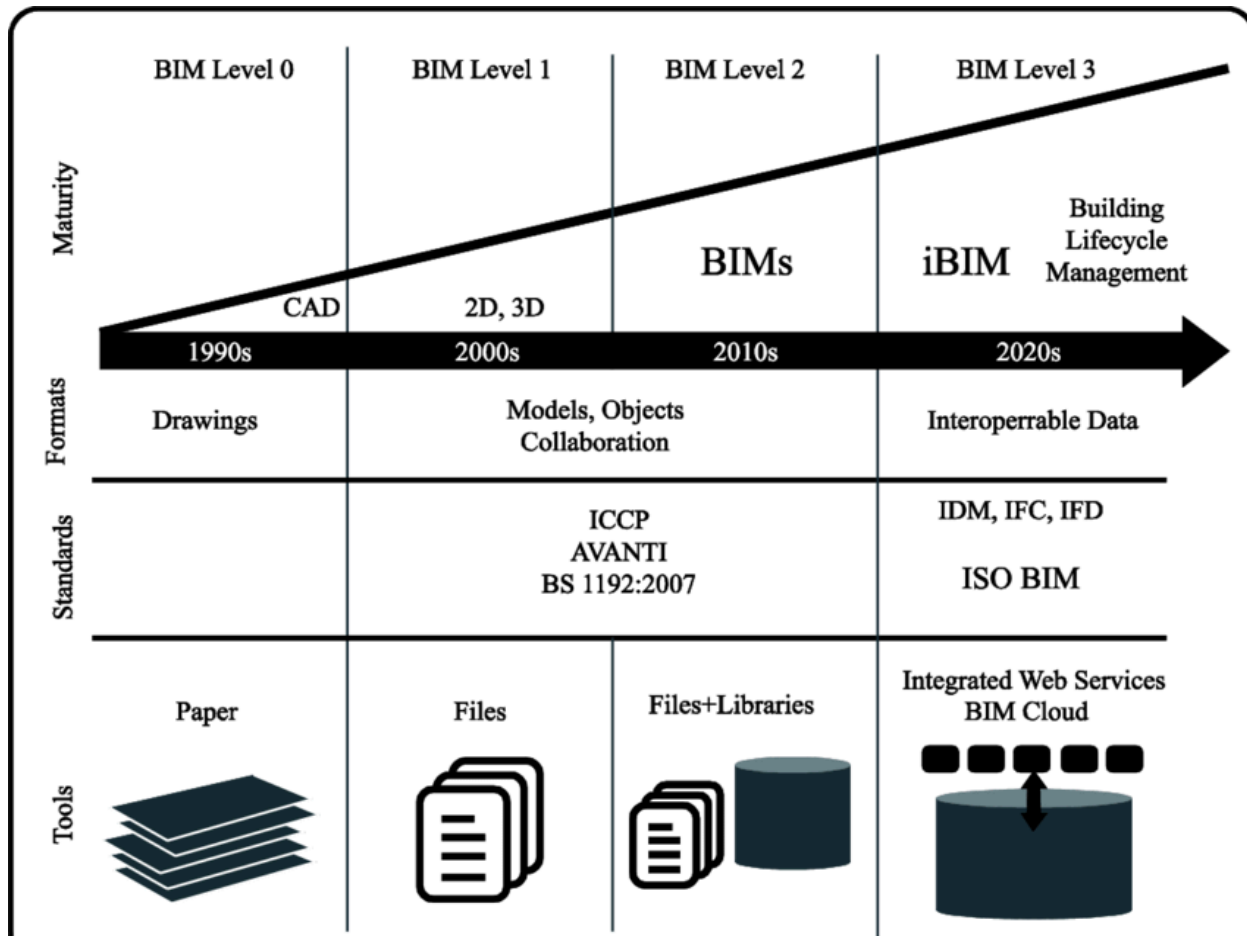 BIM Level 0
BIM Level 1
BIM Level 2
BIM Level 3
Maturity
CAD
2D, 3D
BIMs
iBIM
Building
Lifecycle
Management
1990s
2000s
2010s
2020s
Formats
Drawings
Models, Objects
Collaboration
Interoperrable Data
Standards
ICCP
AVANTI
BS 1192:2007
IDM, IFC, IFD
ISO BIM
Tools
Paper
Files
Files+Libraries
Integrated Web Services
BIM Cloud